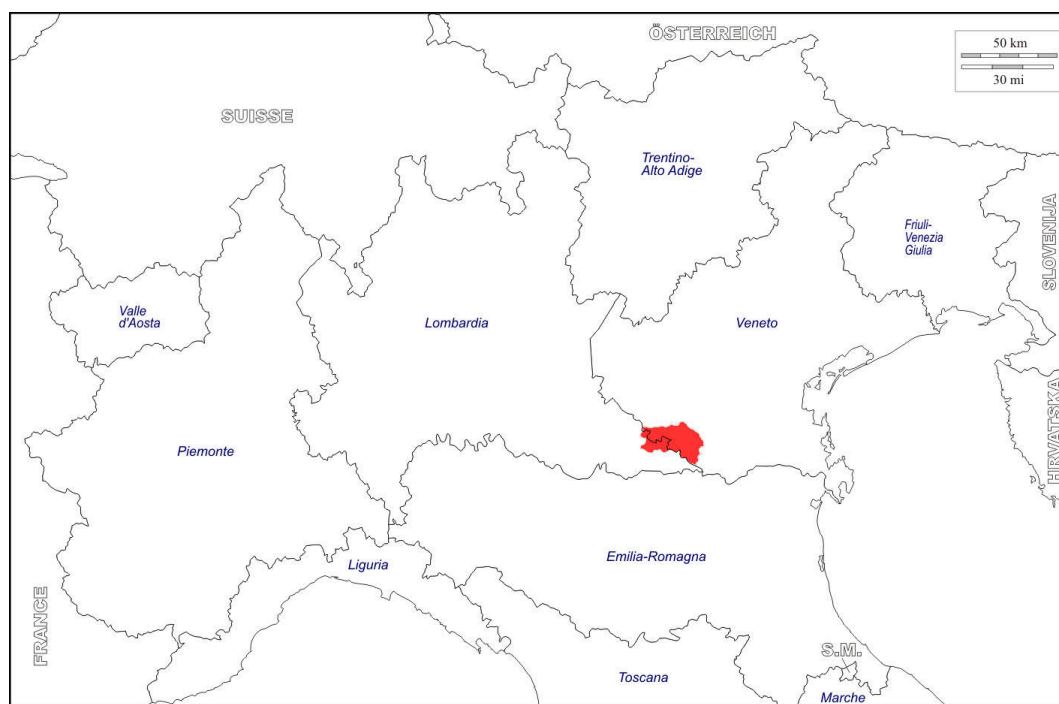 ÖSTERREICH
50 km
30 mi
SUISSE
Trentino-
Alto Adige
SLOVENIJA
Friuli-
Venezia
Giulia
Valle
d'Aosta
Lombardia
Veneto
HRVATSKA
Piemonte
Emilia-Romagna
Liguria
FRANCE
S.M.
Toscana
Marche